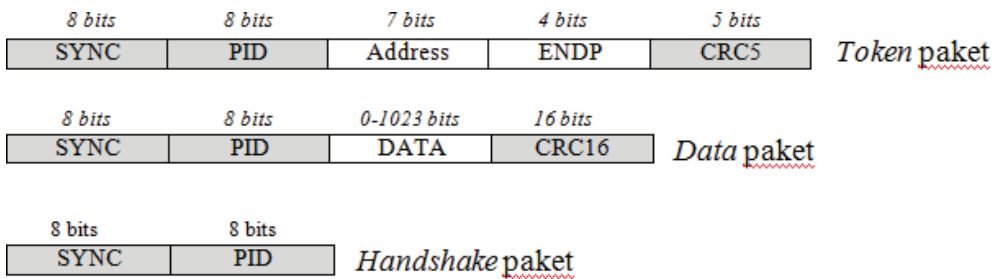 8 bits 8 bits 7 bits 4 bits 5 bits
SYNC PID Address ENDP CRC5 Token paket
8 bits 8 bits 0-1023 bits 16 bits
SYNC PID DATA CRC16 Data paket
8 bits 8 bits
SYNC PID Handshake paket